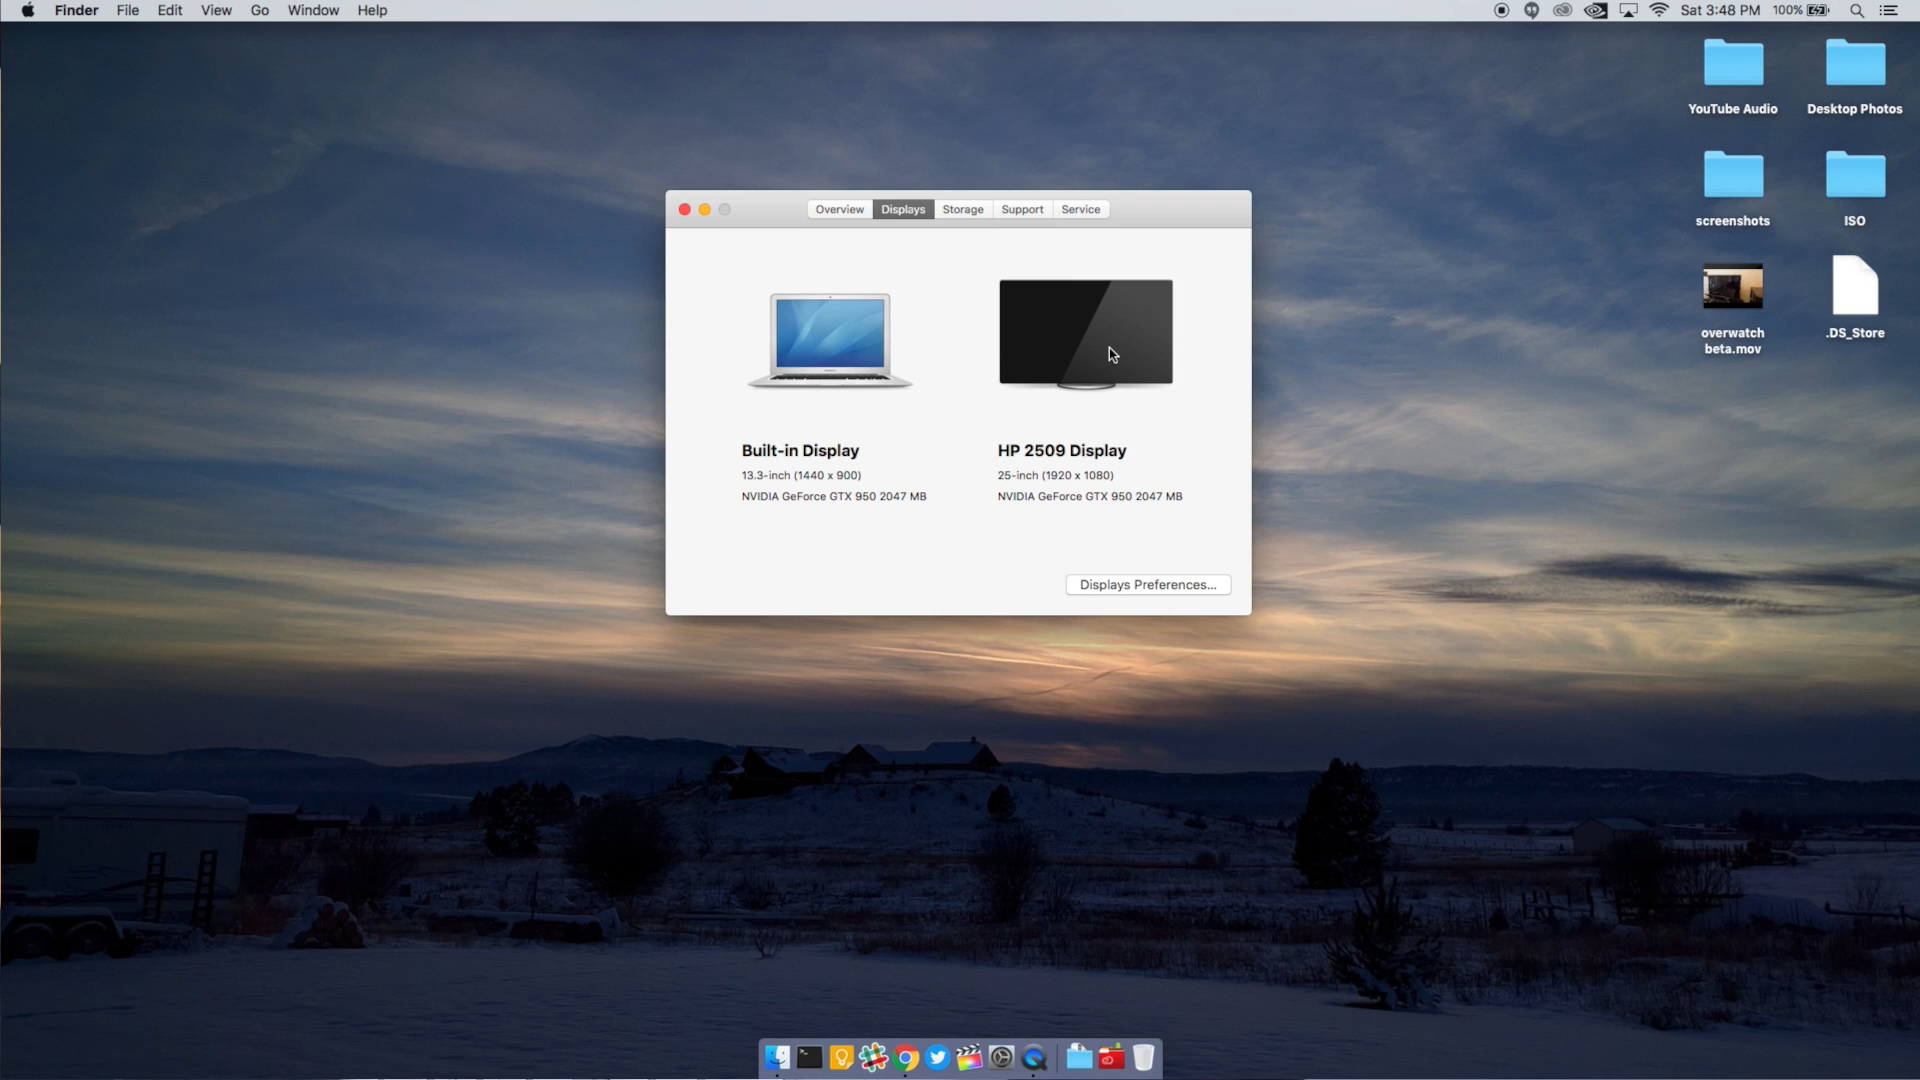 Finder File Edit View Go Window Help
Sat 3:48 PM 100%
YouTube Audio
Desktop Photos
screenshots
ISO
overwatch
beta.mov
.DS_Store
Overview Displays Storage Support Service
Built-in Display
13.3-inch (1440 x 900)
NVIDIA GeForce GTX 950 2047 MB
HP 2509 Display
25-inch (1920 x 1080)
NVIDIA GeForce GTX 950 2047 MB
Displays Preferences...